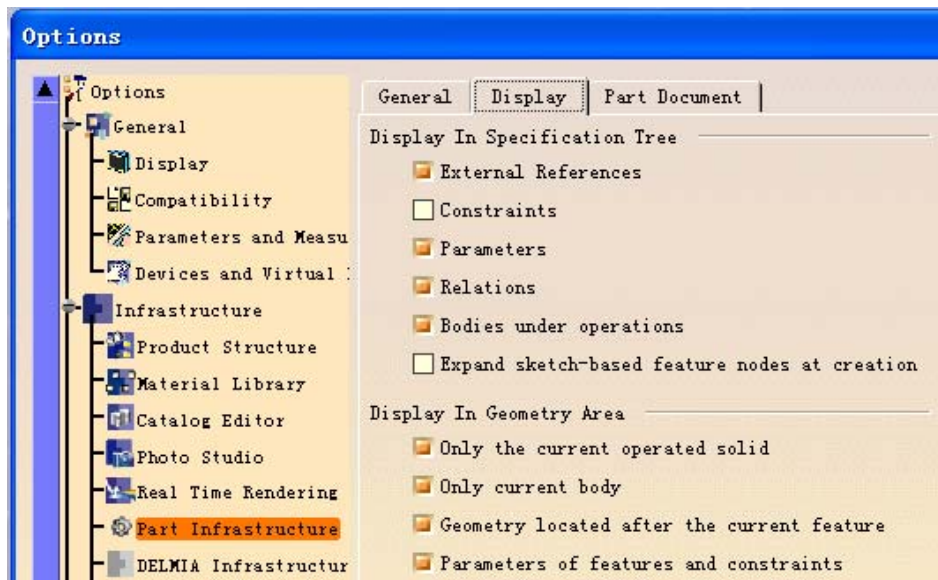 Options
Options
General
Display
Compatibility
Parameters and Measu
Devices and Virtual
Infrastructure
Product Structure
Material Library
Catalog Editor
Photo Studio
Real Time Rendering
Part Infrastructure
DELMIA Infrastructur
General Display Part Document
Display In Specification Tree
External References
Constraints
Parameters
Relations
Bodies under operations
Expand sketch-based feature nodes at creation
Display In Geometry Area
Only the current operated solid
Only current body
Geometry located after the current feature
Parameters of features and constraints